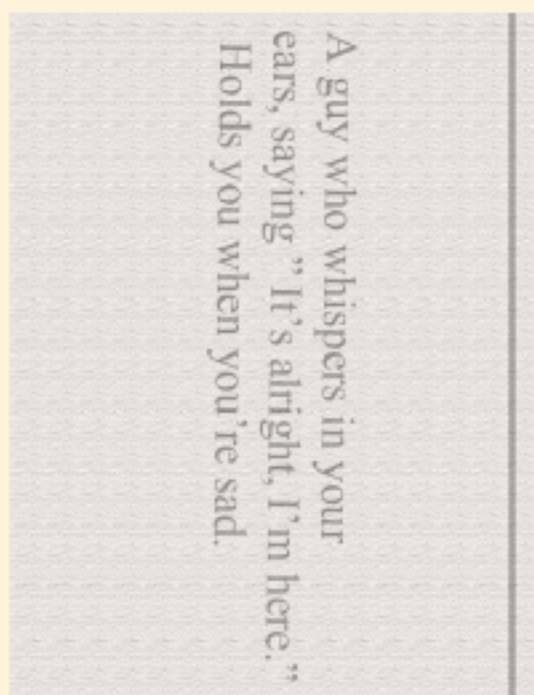 A guy who whispers in your
ears, saying ” It’s alright, I’m here.”
Holds you when you’re sad.